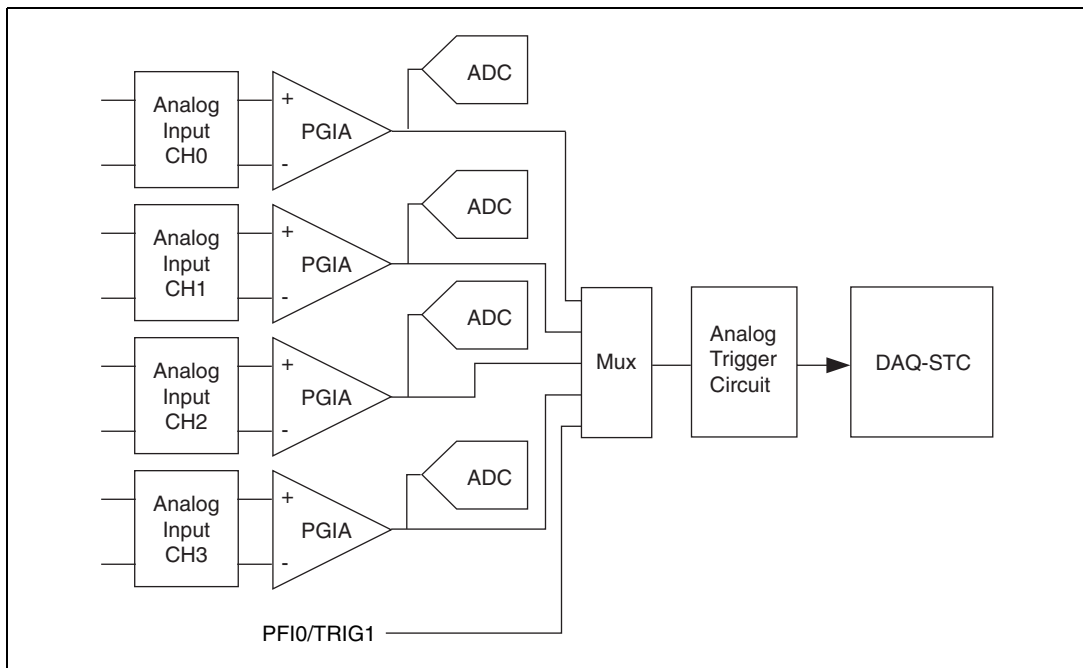 ADC
Analog
Input
CH0
+
PGIA
-
ADC
Analog
Input
CH1
+
PGIA
-
ADC
Analog
Input
CH2
+
PGIA
-
ADC
Analog
Input
CH3
+
PGIA
-
PFI0/TRIG1
Mux
Analog
Trigger
Circuit
DAQ-STC